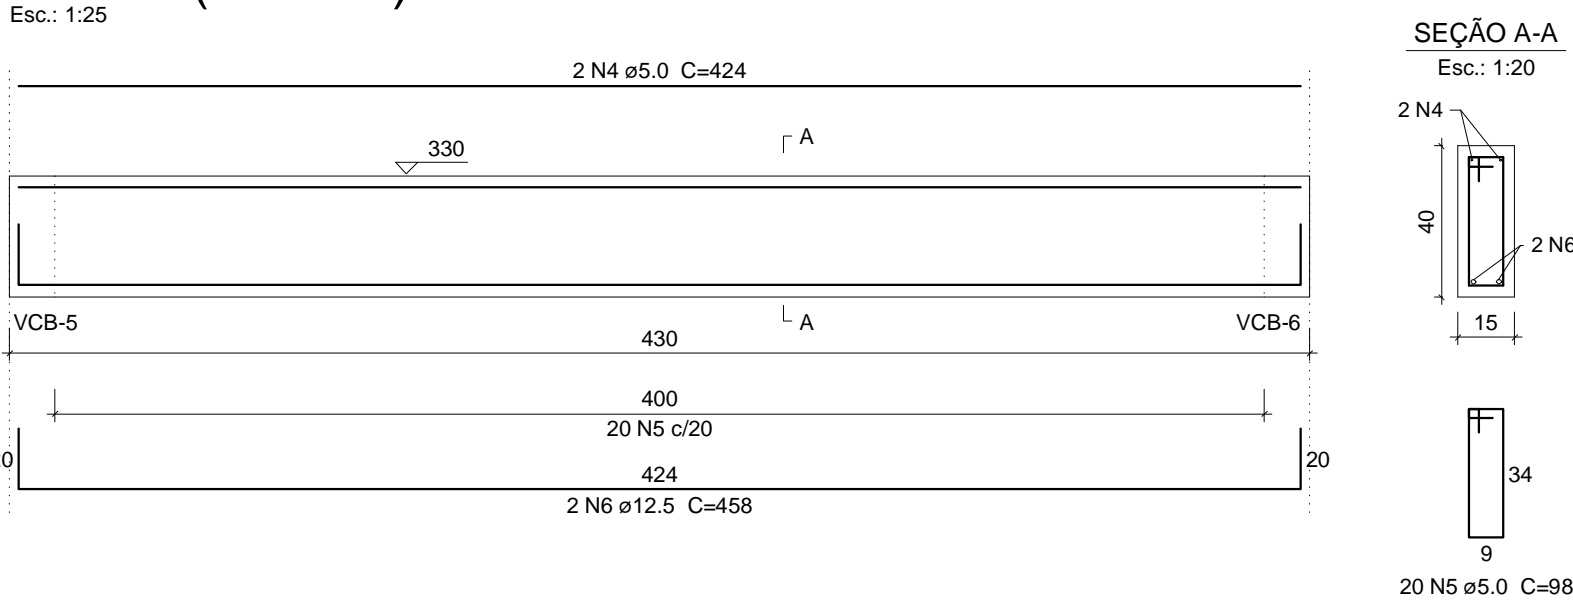 Esc.: 1:25
2 N4 ø5.0 C=424
330
A
A
VCB-5
VCB-6
430
400
20 N5 c/20
20
424
2 N6 ø12.5 C=458
SEÇÃO A-A
Esc.: 1:20
2 N4
40
2 N6
15
34
9
20 N5 ø5.0 C=98